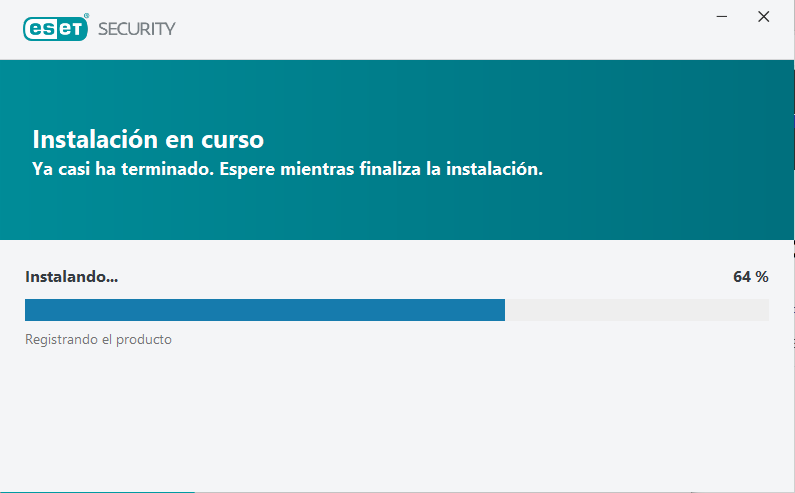 eseT® SECURITY
Instalación en curso
Ya casi ha terminado. Espere mientras finaliza la instalación.
Instalando... 64 %
Registrando el producto